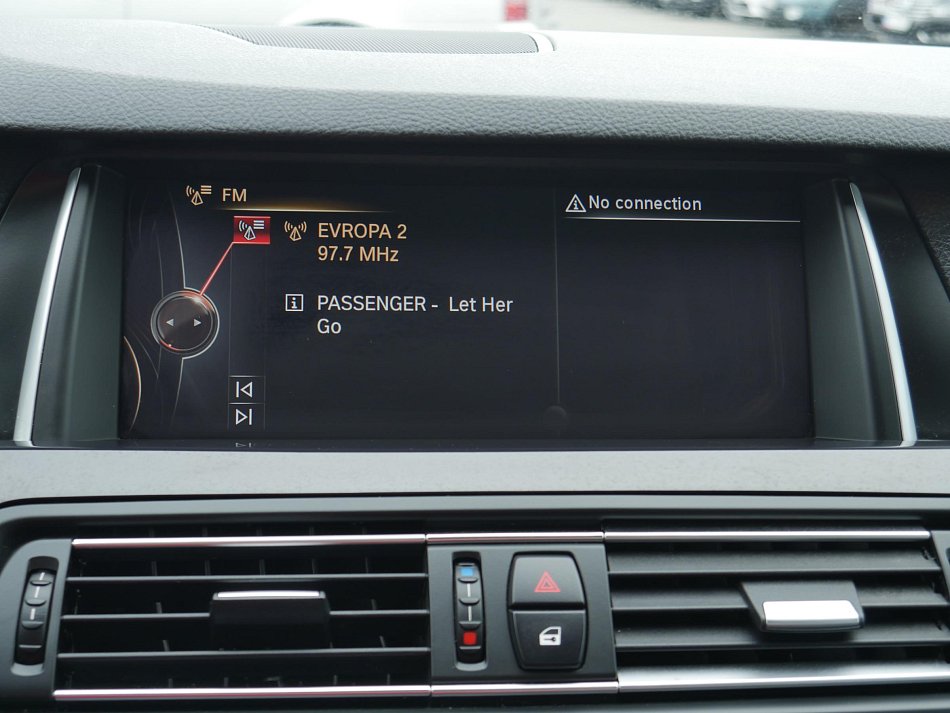 FM
No connection
EVROPA 2
97.7 MHz
PASSENGER - Let Her
Go